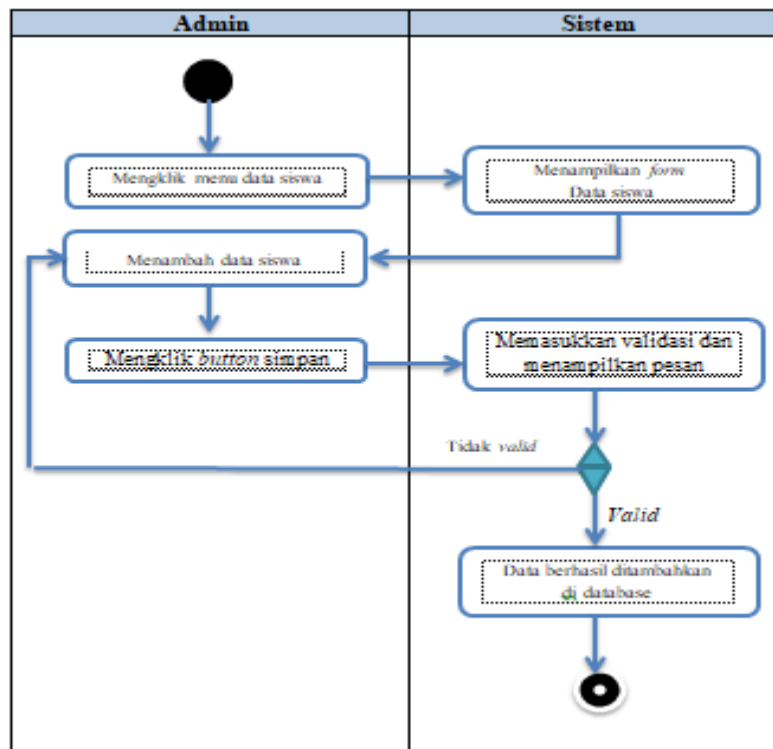 Admin
Sistem
Mengklik menu data siswa
Menampilkan form
Data siswa
Menambah data siswa
Mengklik button simpan
Memasukkan validasi dan
menampilkan pesan
Tidak valid
Valid
Data berhasil ditambahkan
di database